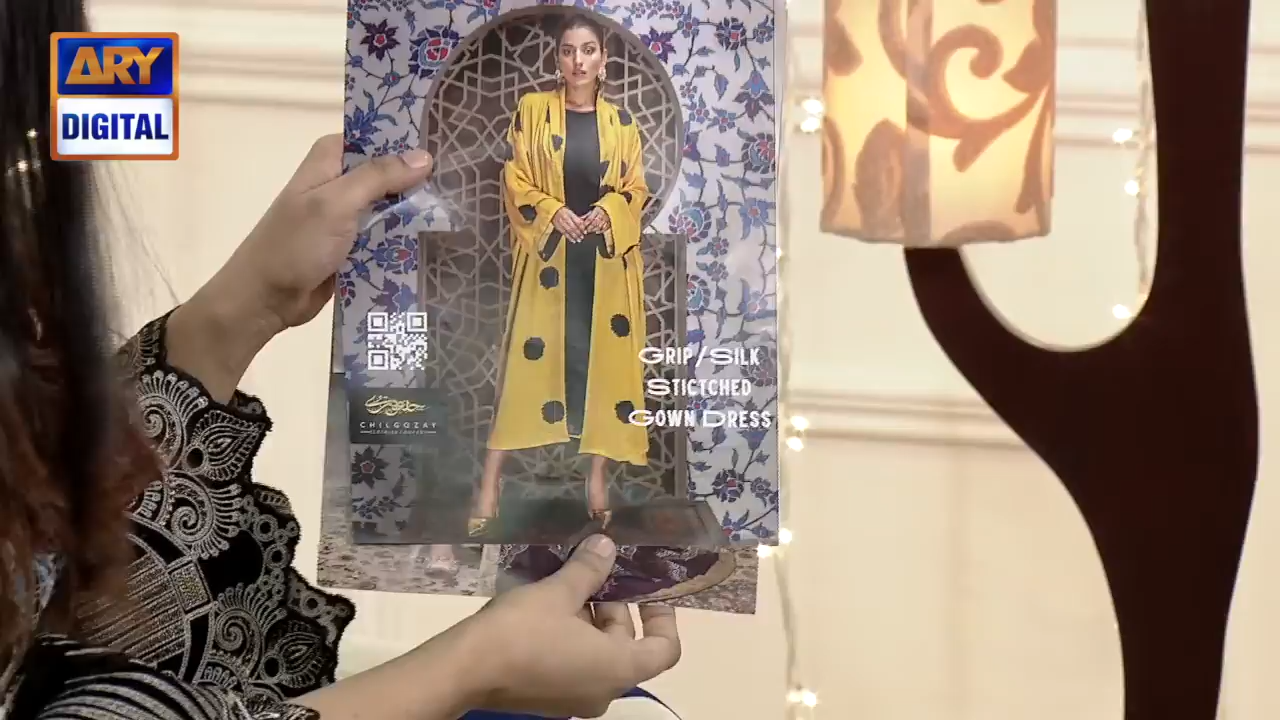 ARY
DIGITAL
GRIP/SILK
STICTCHED
GOWN DRESS
CHILGOZAY